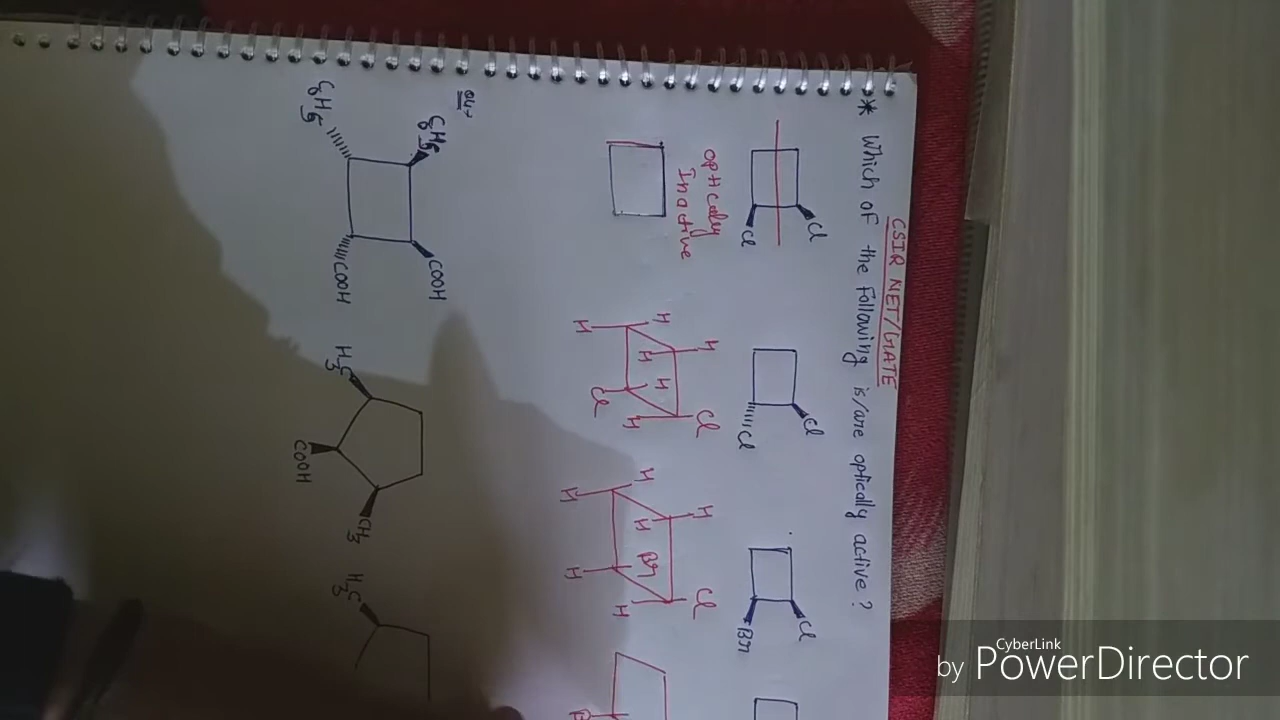 CSIR NET/GATE
* Which of the Following is/are optically active?
Cl
Cl
Cl
Cl
Cl
Br
optically
Inactive
H
H
H
H
H
Cl
H
Cl
H
H
H
H
Br
Cl
H
H
Qu→
C6H5
COOH
C6H5
COOH
H3C
COOH
CH3
H3C
CyberLink
by PowerDirector